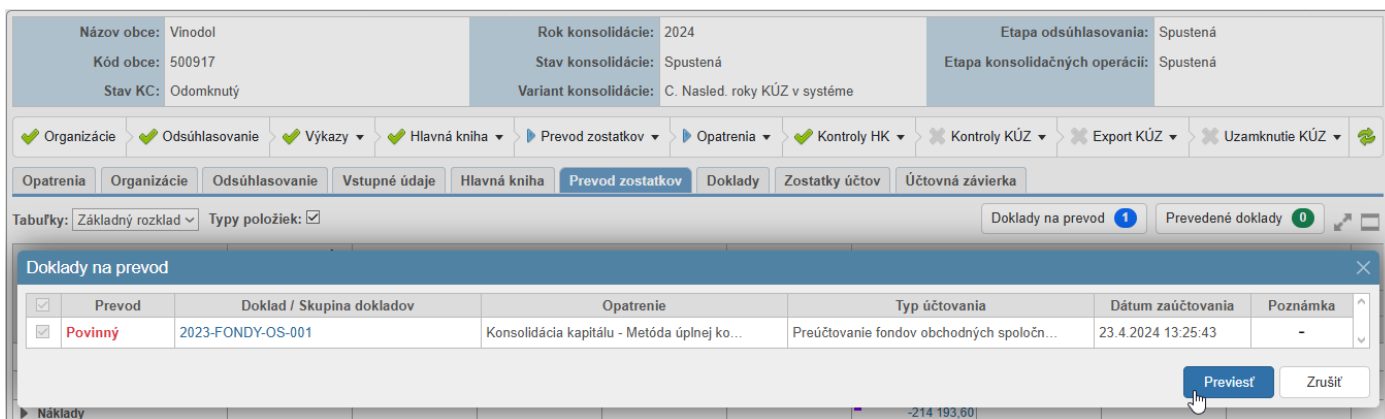 Názov obce: Vinodol Rok konsolidácie: 2024 Etapa odsúhlasovania: Spustená
Kód obce: 500917 Stav konsolidácie: Spustená Etapa konsolidačných operácií: Spustená
Stav KC: Odomknutý Variant konsolidácie: C. Nasled. roky KÚZ v systéme
Organizácie Odsúhlasovanie Výkazy Hlavná kniha Prevod zostatkov Opatrenia Kontroly HK Kontroly KÚZ Export KÚZ Uzamknutie KÚZ
Opatrenia Organizácie Odsúhlasovanie Vstupné údaje Hlavná kniha Prevod zostatkov Doklady Zostatky účtov Účtovná závierka
Tabuľky: Základný rozklad Typy položiek: Doklady na prevod 1 Prevedené doklady 0
Doklady na prevod
Prevod Doklad / Skupina dokladov Opatrenie Typ účtovania Dátum zaúčtovania Poznámka
Povinný 2023-FONDY-OS-001 Konsolidácia kapitálu - Metóda úplnej ko... Preúčtovanie fondov obchodných spoločn... 23.4.2024 13:25:43 -
Previesť Zrušiť
Náklady -214 193,60